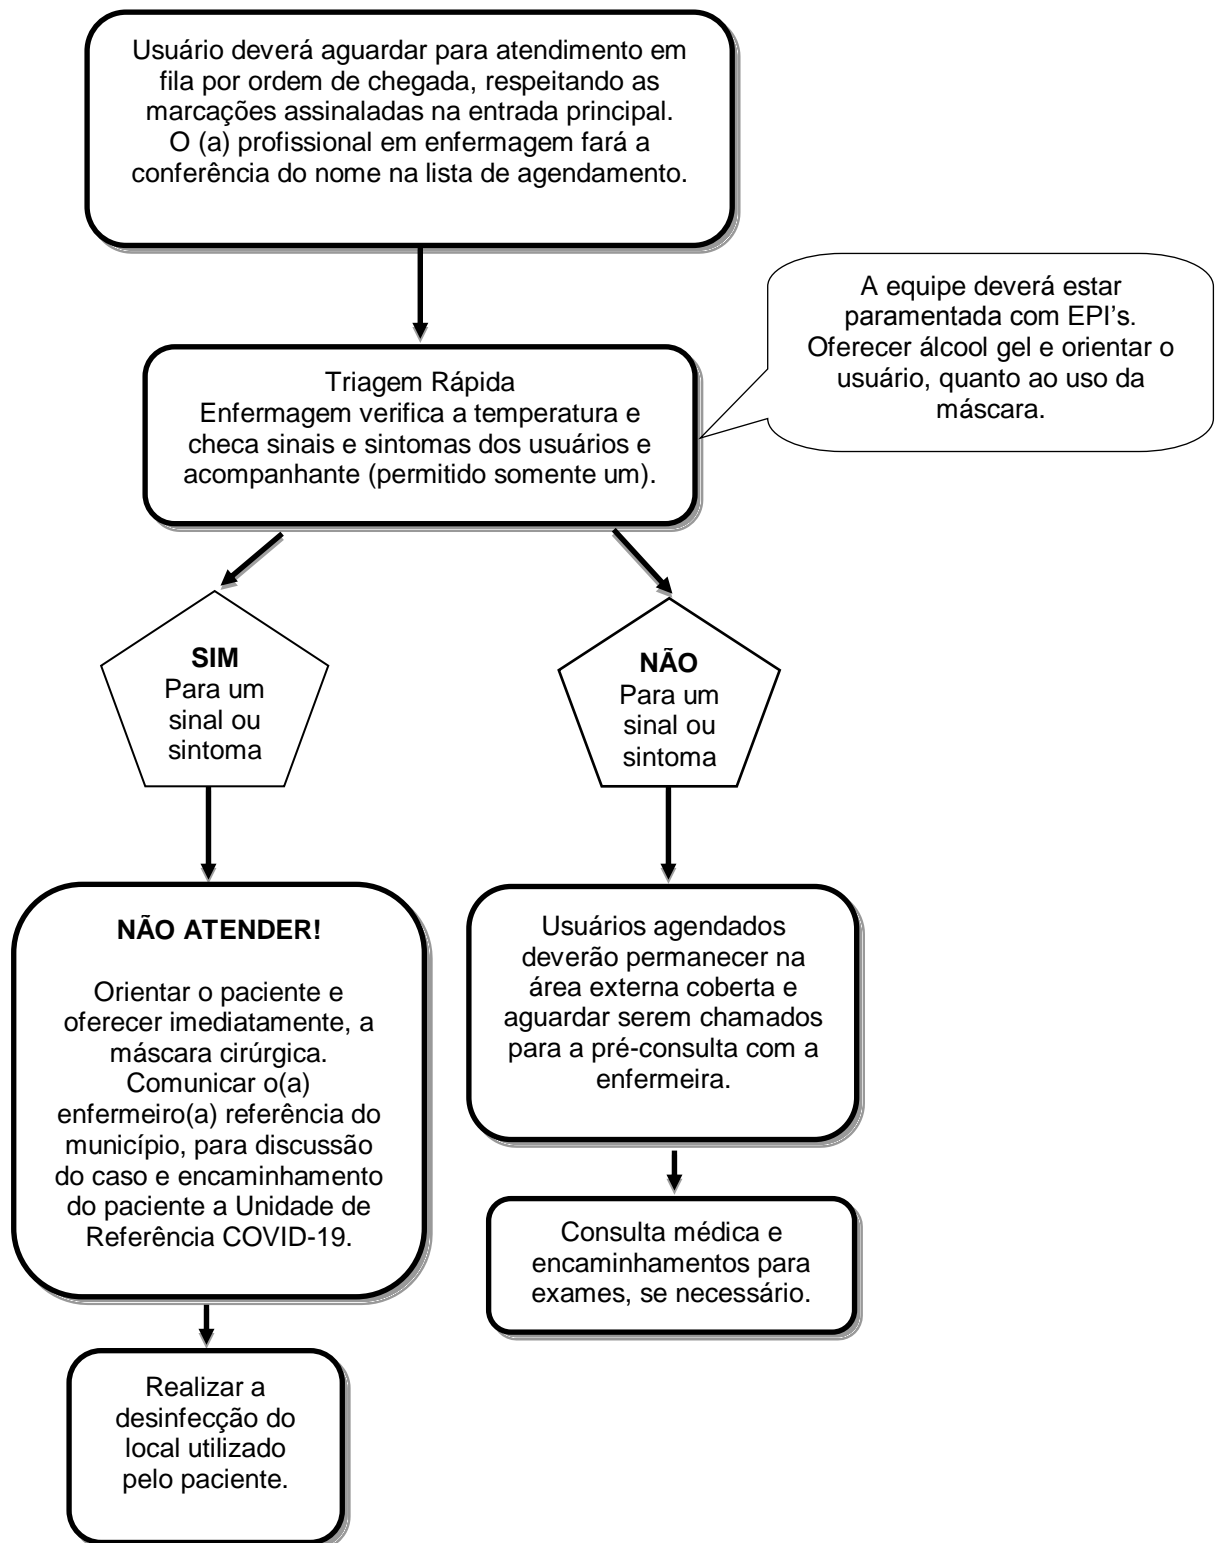 Usuário deverá aguardar para atendimento em
fila por ordem de chegada, respeitando as
marcações assinaladas na entrada principal.
O (a) profissional em enfermagem fará a
conferência do nome na lista de agendamento.
A equipe deverá estar
paramentada com EPI’s.
Oferecer álcool gel e orientar o
usuário, quanto ao uso da
máscara.
Triagem Rápida
Enfermagem verifica a temperatura e
checa sinais e sintomas dos usuários e
acompanhante (permitido somente um).
SIM
Para um
sinal ou
sintoma
NÃO
Para um
sinal ou
sintoma
NÃO ATENDER!
Orientar o paciente e
oferecer imediatamente, a
máscara cirúrgica.
Comunicar o(a)
enfermeiro(a) referência do
município, para discussão
do caso e encaminhamento
do paciente a Unidade de
Referência COVID-19.
Usuários agendados
deverão permanecer na
área externa coberta e
aguardar serem chamados
para a pré-consulta com a
enfermeira.
Consulta médica e
encaminhamentos para
exames, se necessário.
Realizar a
desinfecção do
local utilizado
pelo paciente.